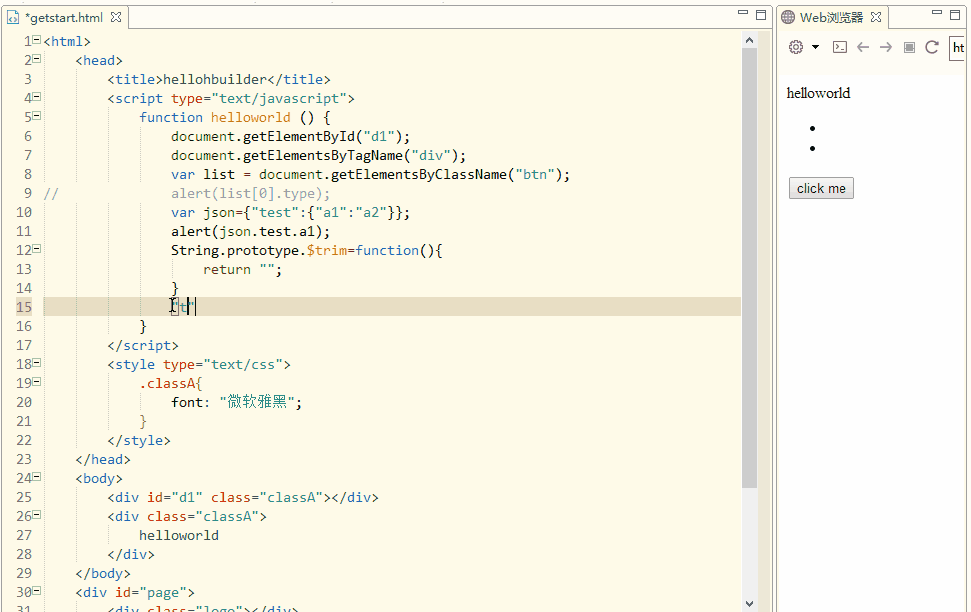 *getstart.html
1 <html>
2 <head>
3 <title>hellohbuilder</title>
4 <script type="text/javascript">
5 function helloworld () {
6 document.getElementById("d1");
7 document.getElementsByTagName("div");
8 var list = document.getElementsByClassName("btn");
9 // alert(list[0].type);
10 var json={"test":{"a1":"a2"}};
11 alert(json.test.a1);
12 String.prototype.$trim=function(){
13 return "";
14 }
15 "t"
16 }
17 </script>
18 <style type="text/css">
19 .classA{
20 font: "微软雅黑";
21 }
22 </style>
23 </head>
24 <body>
25 <div id="d1" class="classA"></div>
26 <div class="classA">
27 helloworld
28 </div>
29 </body>
30 <div id="page">
31 <div class="logo"></div>
Web浏览器
ht
helloworld
click me